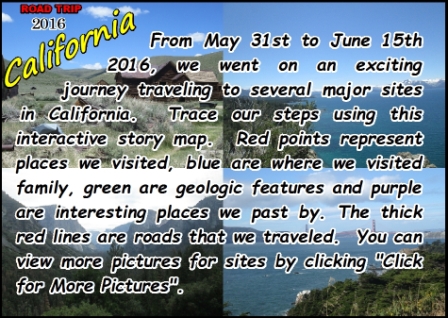 ROAD TRIP
2016
California
From May 31st to June 15th
2016, we went on an exciting
journey traveling to several major sites
in California. Trace our steps using this
interactive story map. Red points represent
places we visited, blue are where we visited
family, green are geologic features and purple
are interesting places we past by. The thick
red lines are roads that we traveled. You can
view more pictures for sites by clicking "Click
for More Pictures".